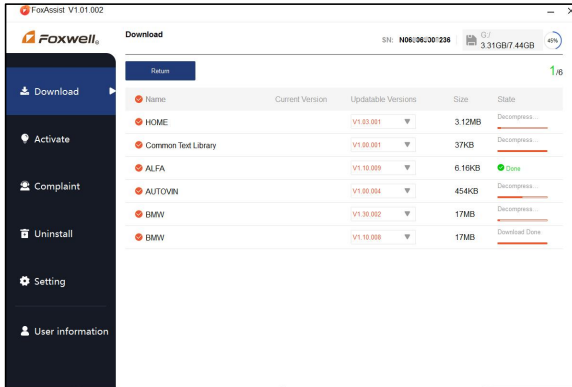 FoxAssist V1.01.002
FOXWELL®
Download
SN:
G:/
3.31GB/7.44GB
45%
Return
1/6
Download
Activate
Complaint
Uninstall
Setting
User information
Name Current Version Updatable Versions Size State
HOME V1.03.001 3.12MB Decompress...
Common Text Library V1.00.001 37KB Decompress...
ALFA V1.10.009 6.16KB Done
AUTOVIN V1.00.004 454KB Decompress...
BMW V1.30.002 17MB Decompress...
BMW V1.10.008 17MB Download Done